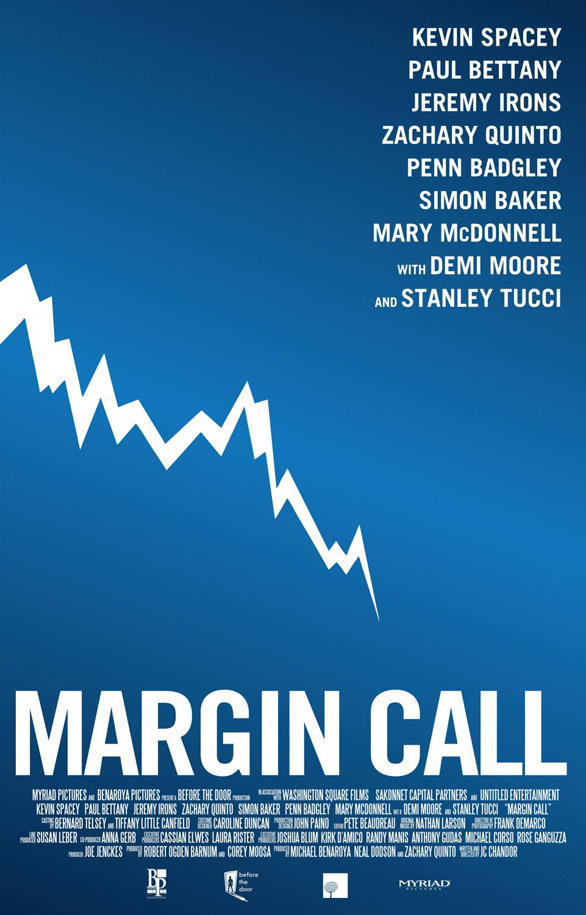 KEVIN SPACEY
PAUL BETTANY
JEREMY IRONS
ZACHARY QUINTO
PENN BADGLEY
SIMON BAKER
MARY McDONNELL
WITH DEMI MOORE
AND STANLEY TUCCI
MARGIN CALL
MYRIAD PICTURES AND BENAROYA PICTURES PRESENT A BEFORE THE DOOR PRODUCTION IN ASSOCIATION WITH WASHINGTON SQUARE FILMS SAKONNET CAPITAL PARTNERS AND UNTITLED ENTERTAINMENT
KEVIN SPACEY PAUL BETTANY JEREMY IRONS ZACHARY QUINTO SIMON BAKER PENN BADGLEY MARY MCDONNELL WITH DEMI MOORE AND STANLEY TUCCI "MARGIN CALL"
CASTING BY BERNARD TELSEY AND TIFFANY LITTLE CANFIELD COSTUME DESIGNER CAROLINE DUNCAN PRODUCTION DESIGNER JOHN PAINO EDITOR PETE BEAUDREAU ORIGINAL MUSIC BY NATHAN LARSON DIRECTOR OF PHOTOGRAPHY FRANK DEMARCO
LINE PRODUCER SUSAN LEBER CO-PRODUCER ANNA GERB EXECUTIVE PRODUCERS CASSIAN ELWES LAURA RISTER EXECUTIVE PRODUCERS JOSHUA BLUM KIRK D'AMICO RANDY MANIS ANTHONY GUDAS MICHAEL CORSO ROSE GANGUZZA
PRODUCER JOE JENCKES PRODUCED BY ROBERT OGDEN BARNUM AND COREY MOOSA PRODUCED BY MICHAEL BENAROYA NEAL DODSON AND ZACHARY QUINTO WRITTEN AND DIRECTED BY JC CHANDOR
BP
before
the
door
MYRIAD
PICTURES